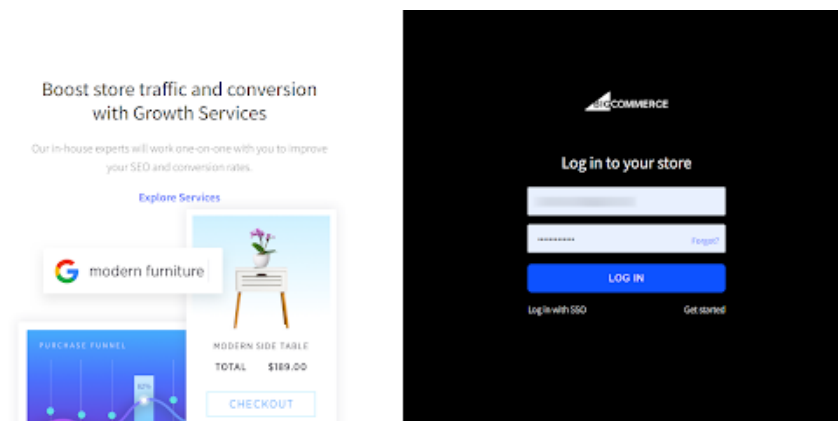 Boost store traffic and conversion
with Growth Services
Our in-house experts will work one-on-one with you to improve
your SEO and conversion rates.
Explore Services
G modern furniture
PURCHASE FUNNEL
62%
MODERN SIDE TABLE
TOTAL $189.00
CHECKOUT
BIGCOMMERCE
Log in to your store
Forgot?
LOG IN
Log in with SSO Get started